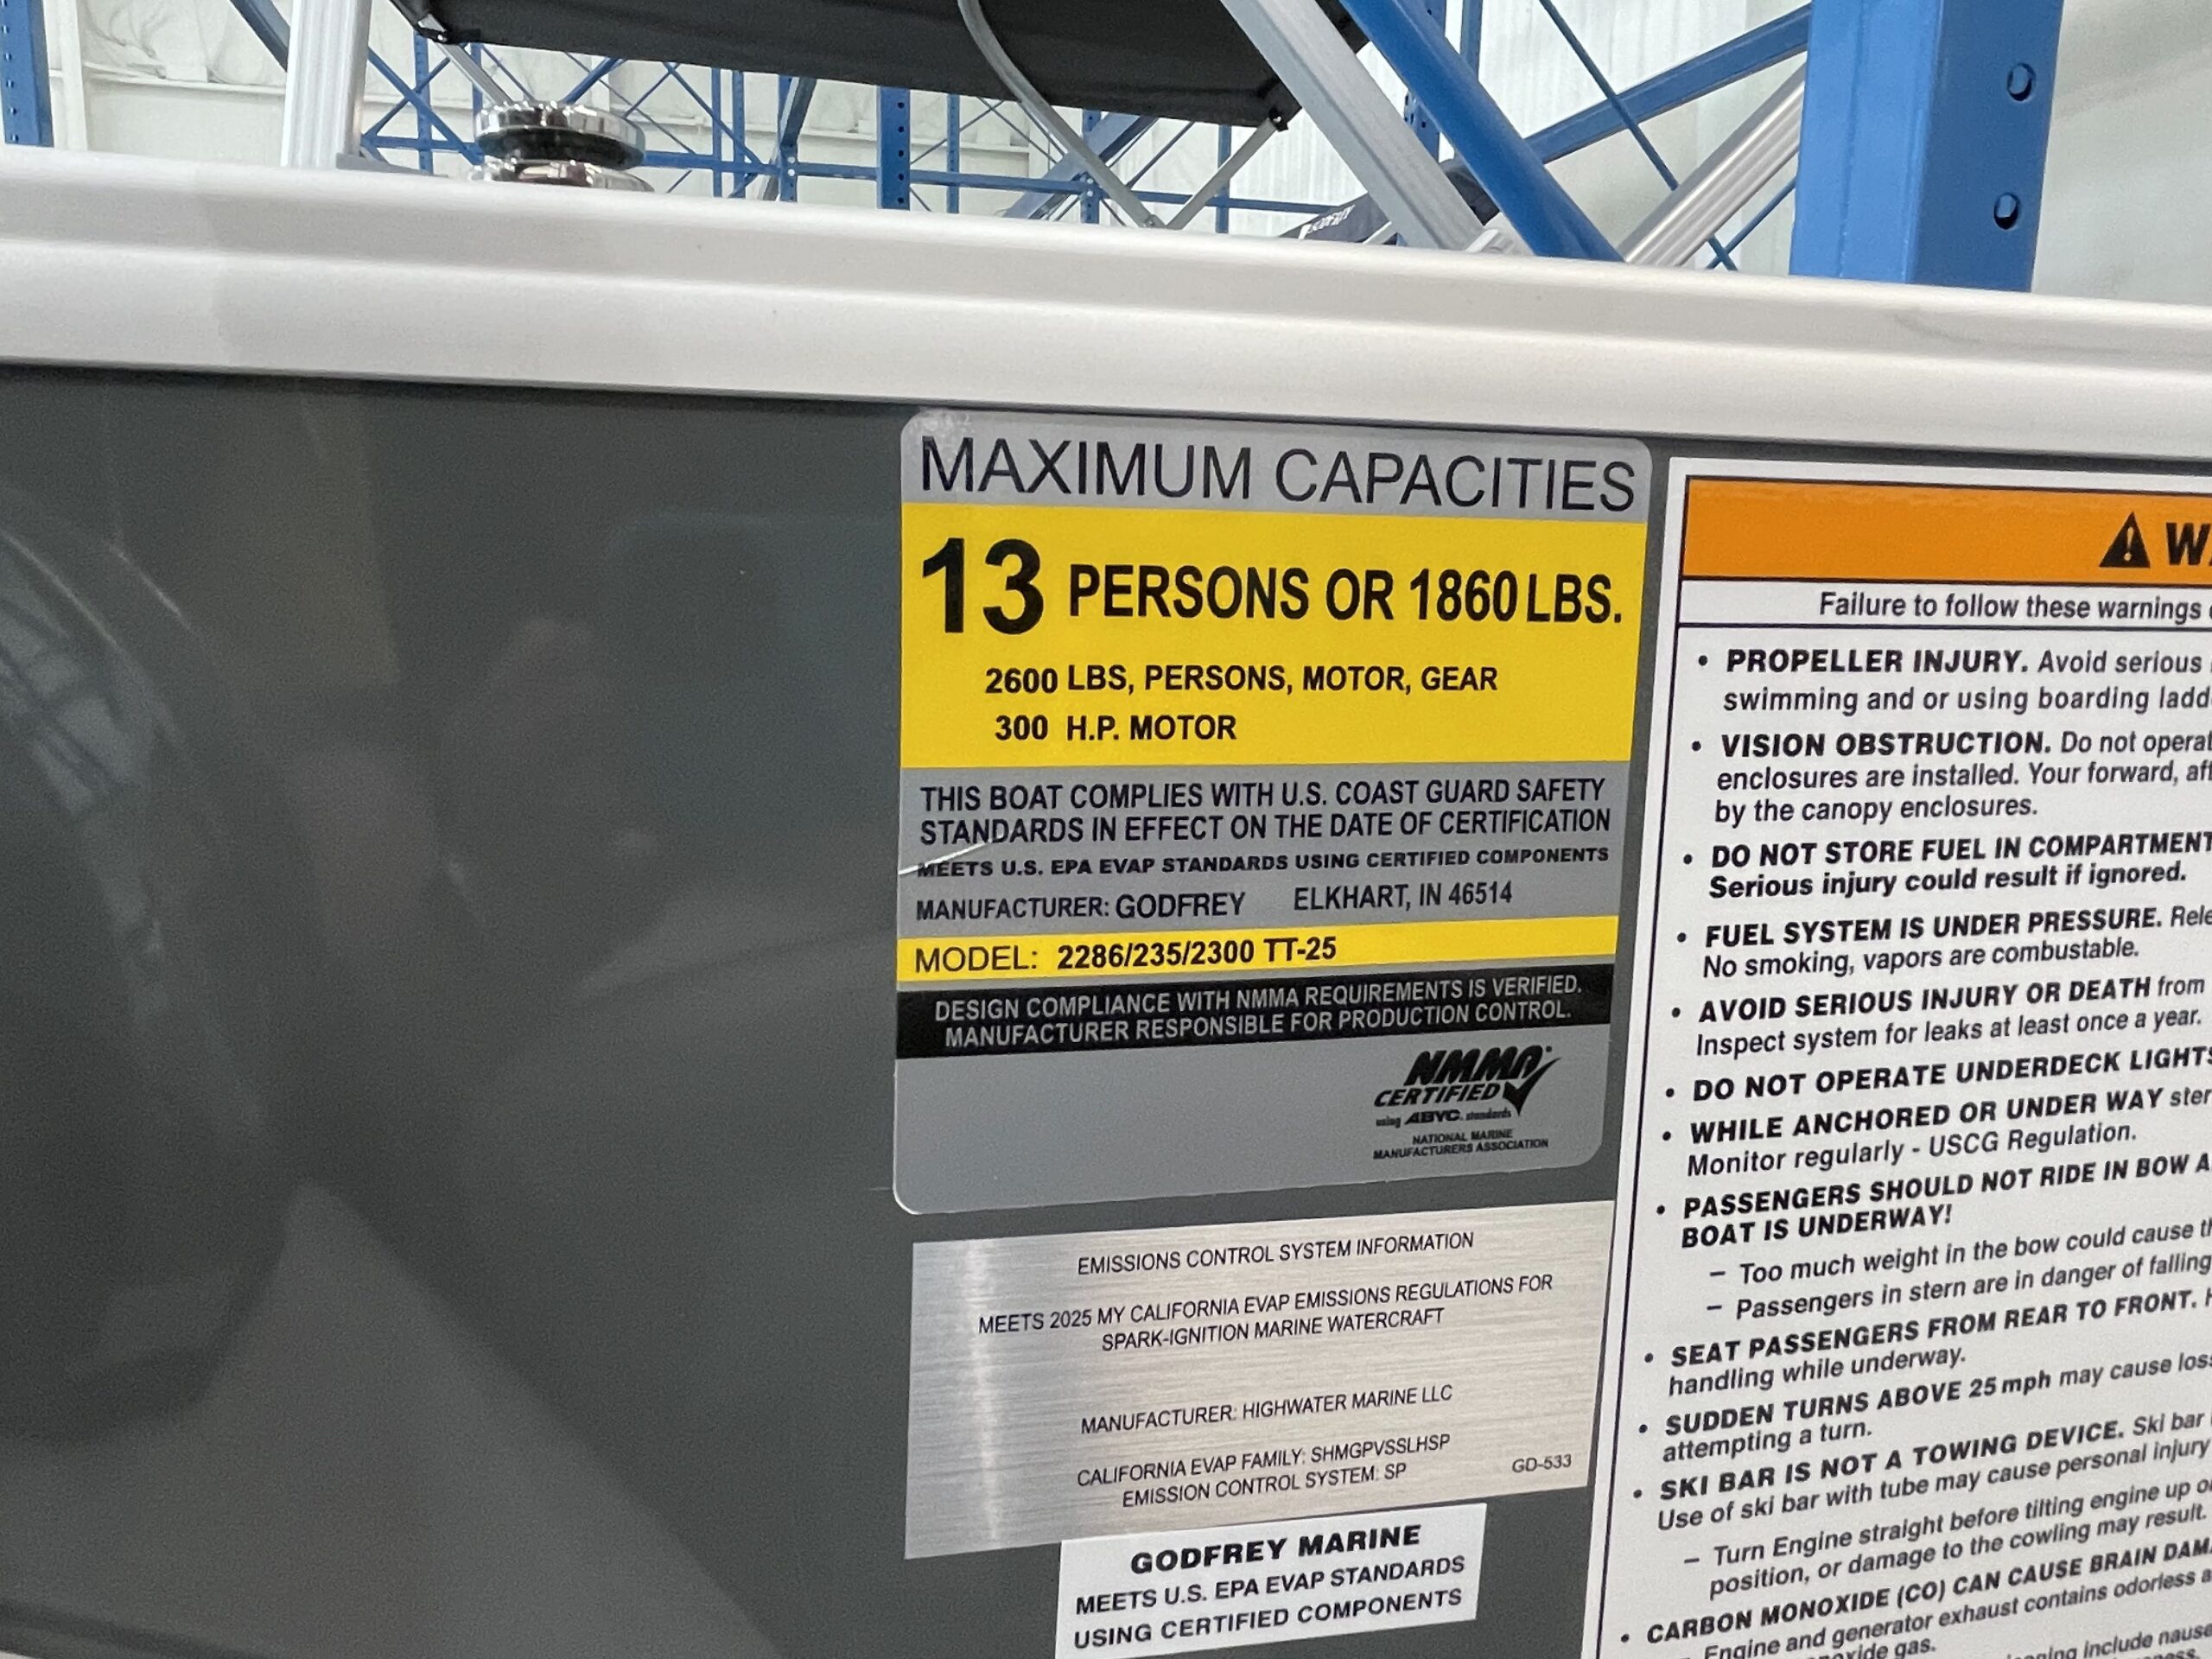 MAXIMUM CAPACITIES
13 PERSONS OR 1860 LBS.
2600 LBS, PERSONS, MOTOR, GEAR
300 H.P. MOTOR
THIS BOAT COMPLIES WITH U.S. COAST GUARD SAFETY
STANDARDS IN EFFECT ON THE DATE OF CERTIFICATION
MEETS U.S. EPA EVAP STANDARDS USING CERTIFIED COMPONENTS
MANUFACTURER: GODFREY ELKHART, IN 46514
MODEL: 2286/235/2300 TT-25
DESIGN COMPLIANCE WITH NMMA REQUIREMENTS IS VERIFIED.
MANUFACTURER RESPONSIBLE FOR PRODUCTION CONTROL.
NMMA
CERTIFIED
using ABYC standards
NATIONAL MARINE
MANUFACTURERS ASSOCIATION
EMISSIONS CONTROL SYSTEM INFORMATION
MEETS 2025 MY CALIFORNIA EVAP EMISSIONS REGULATIONS FOR
SPARK-IGNITION MARINE WATERCRAFT
MANUFACTURER: HIGHWATER MARINE LLC
CALIFORNIA EVAP FAMILY: SHMGPVSSLHSP
EMISSION CONTROL SYSTEM: SP
GD-533
GODFREY MARINE
MEETS U.S. EPA EVAP STANDARDS
USING CERTIFIED COMPONENTS
Failure to follow these warnings
• PROPELLER INJURY. Avoid serious
swimming and or using boarding
• VISION OBSTRUCTION. Do not
enclosures are installed. Your forward,
by the canopy enclosures.
• DO NOT STORE FUEL IN
Serious injury could result if ignored.
• FUEL SYSTEM IS UNDER PRESSURE.
No smoking, vapors are combustable.
• AVOID SERIOUS INJURY OR DEATH from
Inspect system for leaks at least once a year.
• DO NOT OPERATE UNDERDECK
• WHILE ANCHORED OR UNDER WAY
Monitor regularly - USCG Regulation.
• PASSENGERS SHOULD NOT RIDE IN BOW
BOAT IS UNDERWAY!
– Too much weight in the bow could cause
– Passengers in stern are in danger of falling
• SEAT PASSENGERS FROM REAR TO FRONT.
handling while underway.
• SUDDEN TURNS ABOVE 25 mph may cause
attempting a turn.
• SKI BAR IS NOT A TOWING DEVICE. Ski bar
Use of ski bar with tube may cause personal injury
– Turn Engine straight before tilting engine up
position, or damage to the cowling may result.
• CARBON MONOXIDE (CO) CAN CAUSE BRAIN
Engine and generator exhaust contains odorless
gas.
include